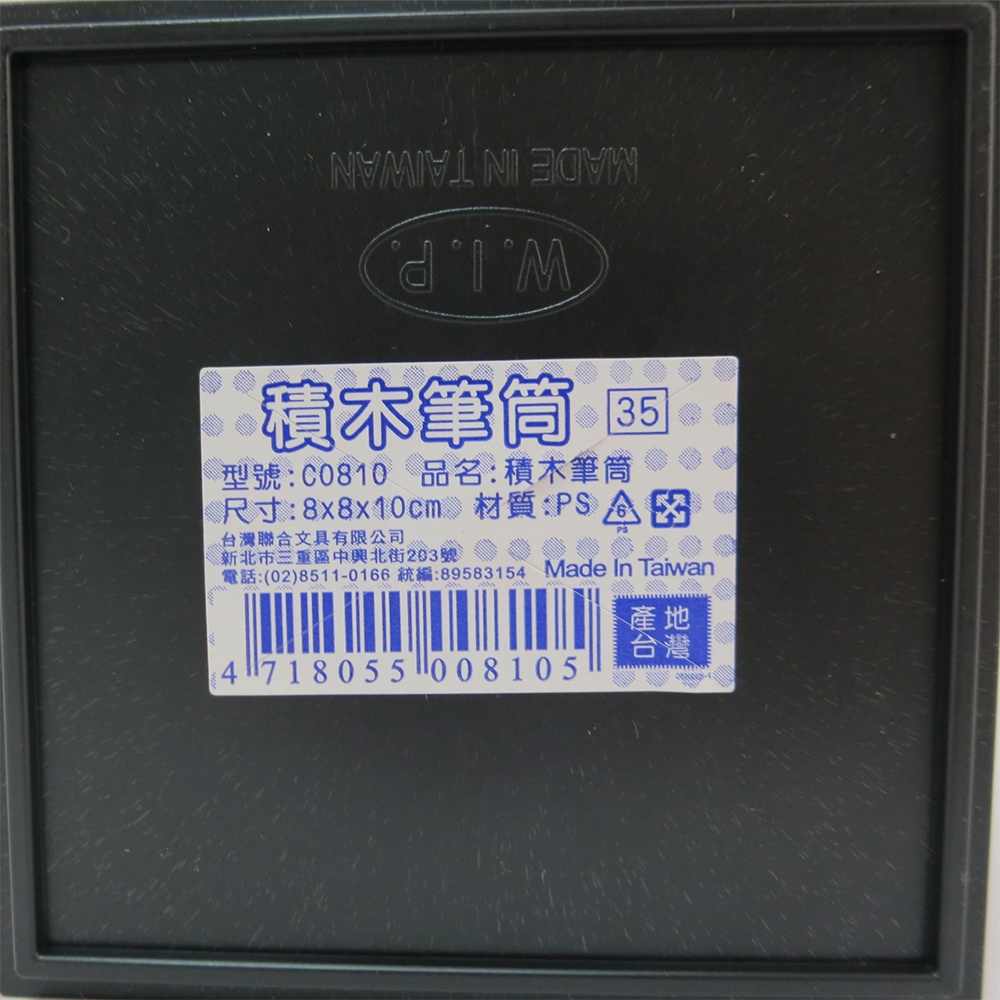 MADE IN TAIWAN
W.I.P.
積木筆筒 35
型號:C0810 品名:積木筆筒
尺寸:8x8x10cm 材質:PS 6 PS
台灣聯合文具有限公司
新北市三重區中興北街203號
電話:(02)8511-0166 統編:89583154 Made In Taiwan
產地
台灣
4 718055 008105